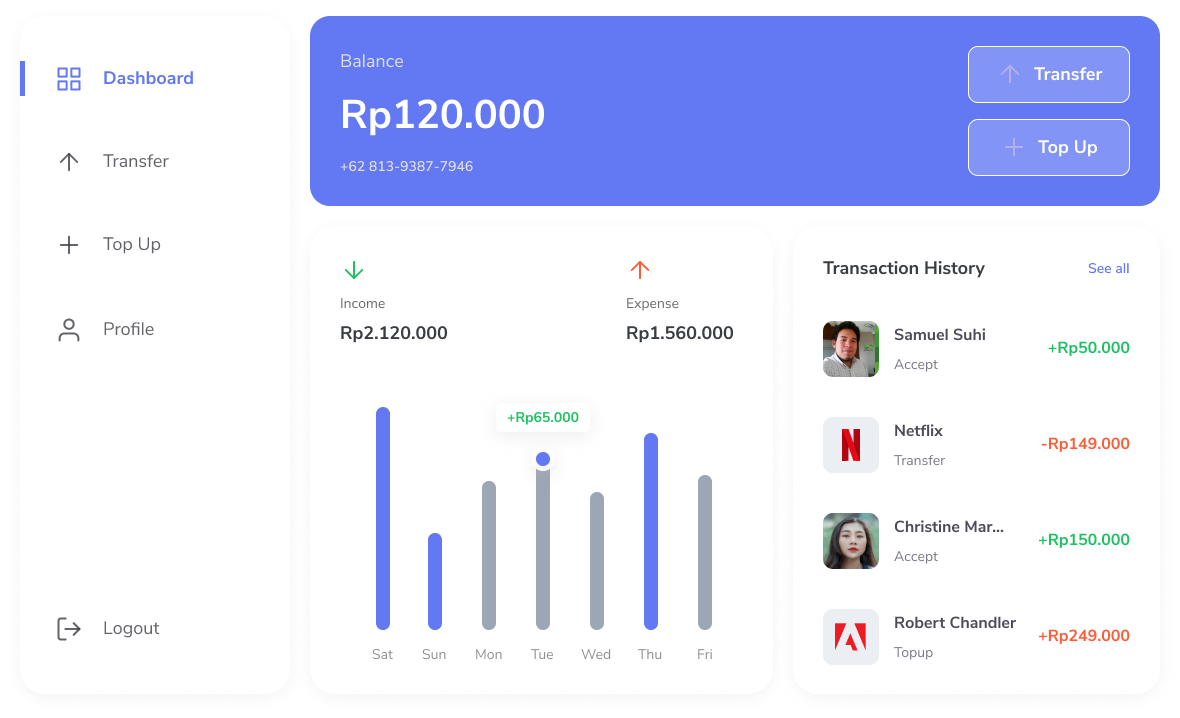 Dashboard
Transfer
Top Up
Profile
Logout
Balance
Rp120.000
+62 813-9387-7946
Transfer
Top Up
Income
Rp2.120.000
Expense
Rp1.560.000
+Rp65.000
Sat Sun Mon Tue Wed Thu Fri
Transaction History See all
Samuel Suhi
Accept
+Rp50.000
Netflix
Transfer
-Rp149.000
Christine Mar...
Accept
+Rp150.000
Robert Chandler
Topup
+Rp249.000